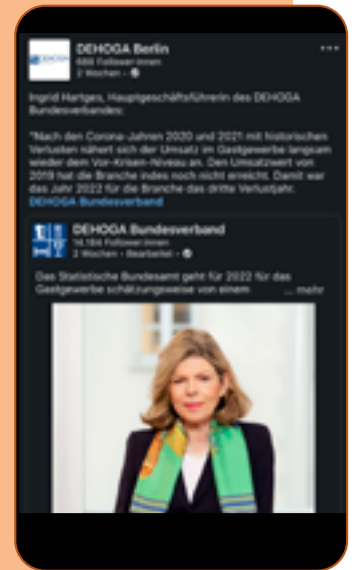 DEHOGA Berlin
688 Follower:innen
2 Wochen •
Ingrid Hartges, Hauptgeschäftsführerin des DEHOGA
Bundesverbandes:
"Nach den Corona-Jahren 2020 und 2021 mit historischen
Verlusten nähert sich der Umsatz im Gastgewerbe langsam
wieder dem Vor-Krisen-Niveau an. Den Umsatzwert von
2019 hat die Branche indes noch nicht erreicht. Damit war
das Jahr 2022 für die Branche das dritte Verlustjahr.
DEHOGA Bundesverband
DEHOGA Bundesverband
14.184 Follower:innen
2 Wochen • Bearbeitet •
Das Statistische Bundesamt geht für 2022 für das
Gastgewerbe schätzungsweise von einem ... mehr